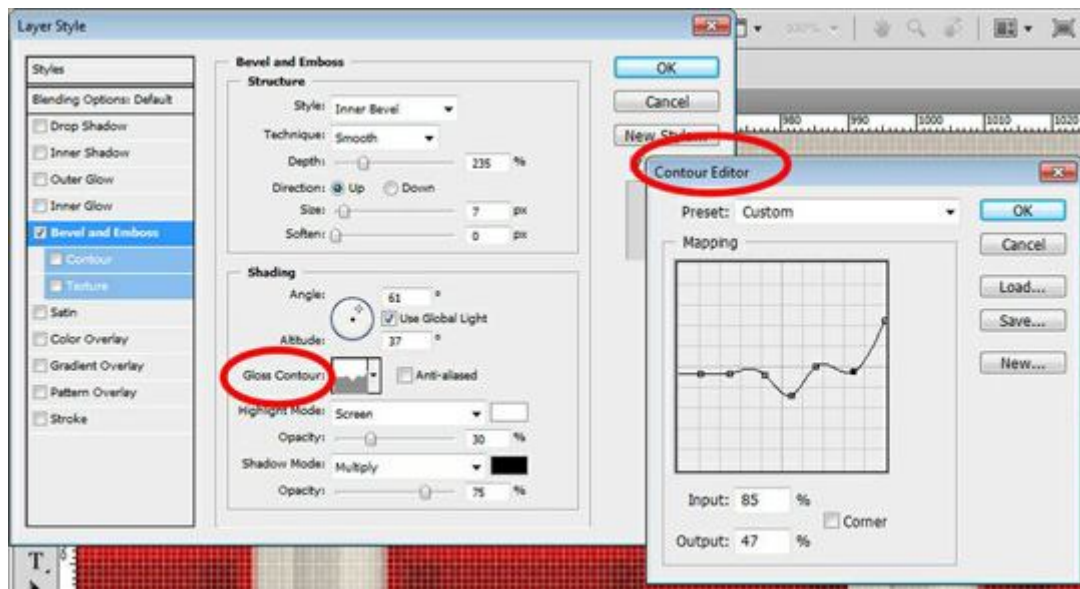 Layer Style
Styles
Blending Options: Default
Drop Shadow
Inner Shadow
Outer Glow
Inner Glow
Bevel and Emboss
Contour
Texture
Satin
Color Overlay
Gradient Overlay
Pattern Overlay
Stroke
Bevel and Emboss
Structure
Style: Inner Bevel
Technique: Smooth
Depth: 235 %
Direction: Up Down
Size: 7 px
Soften: 0 px
Shading
Angle: 61 °
Use Global Light
Altitude: 37 °
Gloss Contour: Anti-aliased
Highlight Mode: Screen
Opacity: 30 %
Shadow Mode: Multiply
Opacity: 75 %
OK
Cancel
New Style...
100%
980 990 1000 1010 1020
Contour Editor
Preset: Custom
Mapping
Input: 85 %
Corner
Output: 47 %
OK
Cancel
Load...
Save...
New...
T